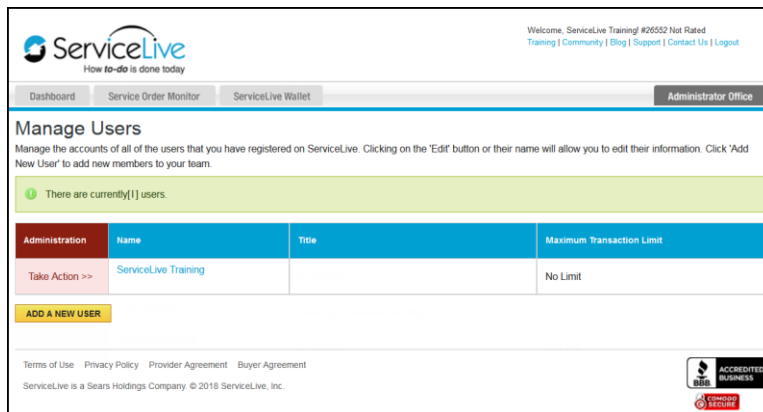 Welcome, ServiceLive Training! #26552 Not Rated
Training | Community | Blog | Support | Contact Us | Logout
ServiceLive
How to-do is done today
Dashboard Service Order Monitor ServiceLive Wallet Administrator Office
Manage Users
Manage the accounts of all of the users that you have registered on ServiceLive. Clicking on the 'Edit' button or their name will allow you to edit their information. Click 'Add
New User' to add new members to your team.
There are currently[1] users.
Administration Name Title Maximum Transaction Limit
Take Action >> ServiceLive Training No Limit
ADD A NEW USER
Terms of Use Privacy Policy Provider Agreement Buyer Agreement
ServiceLive is a Sears Holdings Company. © 2018 ServiceLive, Inc.
BBB. ACCREDITED
BUSINESS
COMODO
SECURE